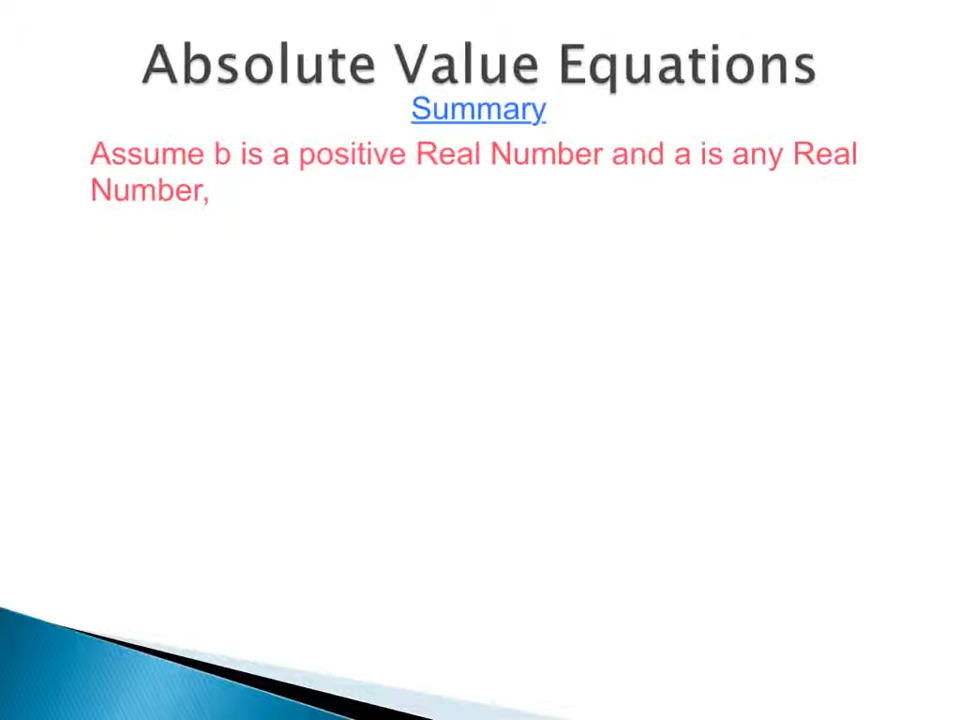 Absolute Value Equations
Summary
Assume b is a positive Real Number and a is any Real
Number,